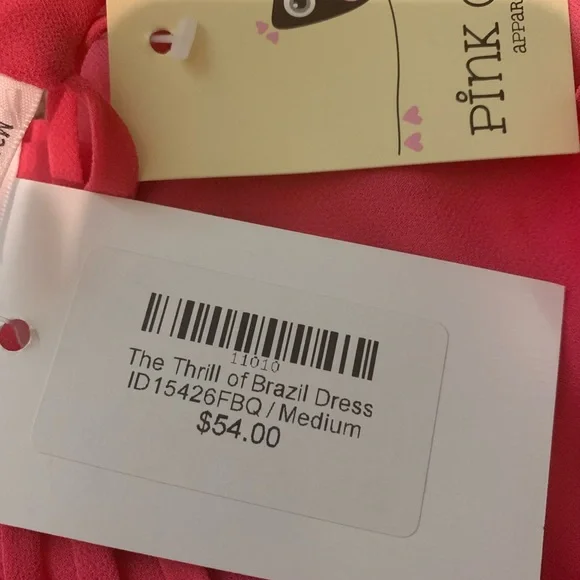 PINK
APPAR
11010
The Thrill of Brazil Dress
ID15426FBQ / Medium
$54.00